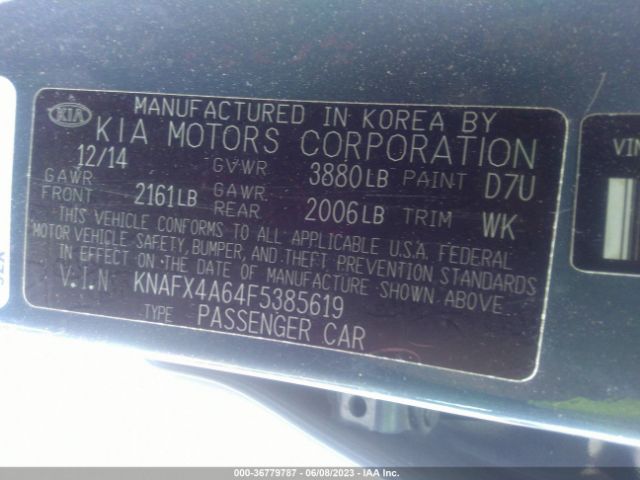 KIA
MANUFACTURED IN KOREA BY
KIA MOTORS CORPORATION
12/14 GVWR 3880LB PAINT D7U
GAWR FRONT 2161LB GAWR REAR 2006LB TRIM WK
THIS VEHICLE CONFORMS TO ALL APPLICABLE U.S.A. FEDERAL
MOTOR VEHICLE SAFETY, BUMPER, AND THEFT PREVENTION STANDARDS
IN EFFECT ON THE DATE OF MANUFACTURE SHOWN ABOVE
V.I.N KNAFX4A64F5385619
TYPE PASSENGER CAR
VIN
000-36779787 - 06/08/2023 - IAAI.com